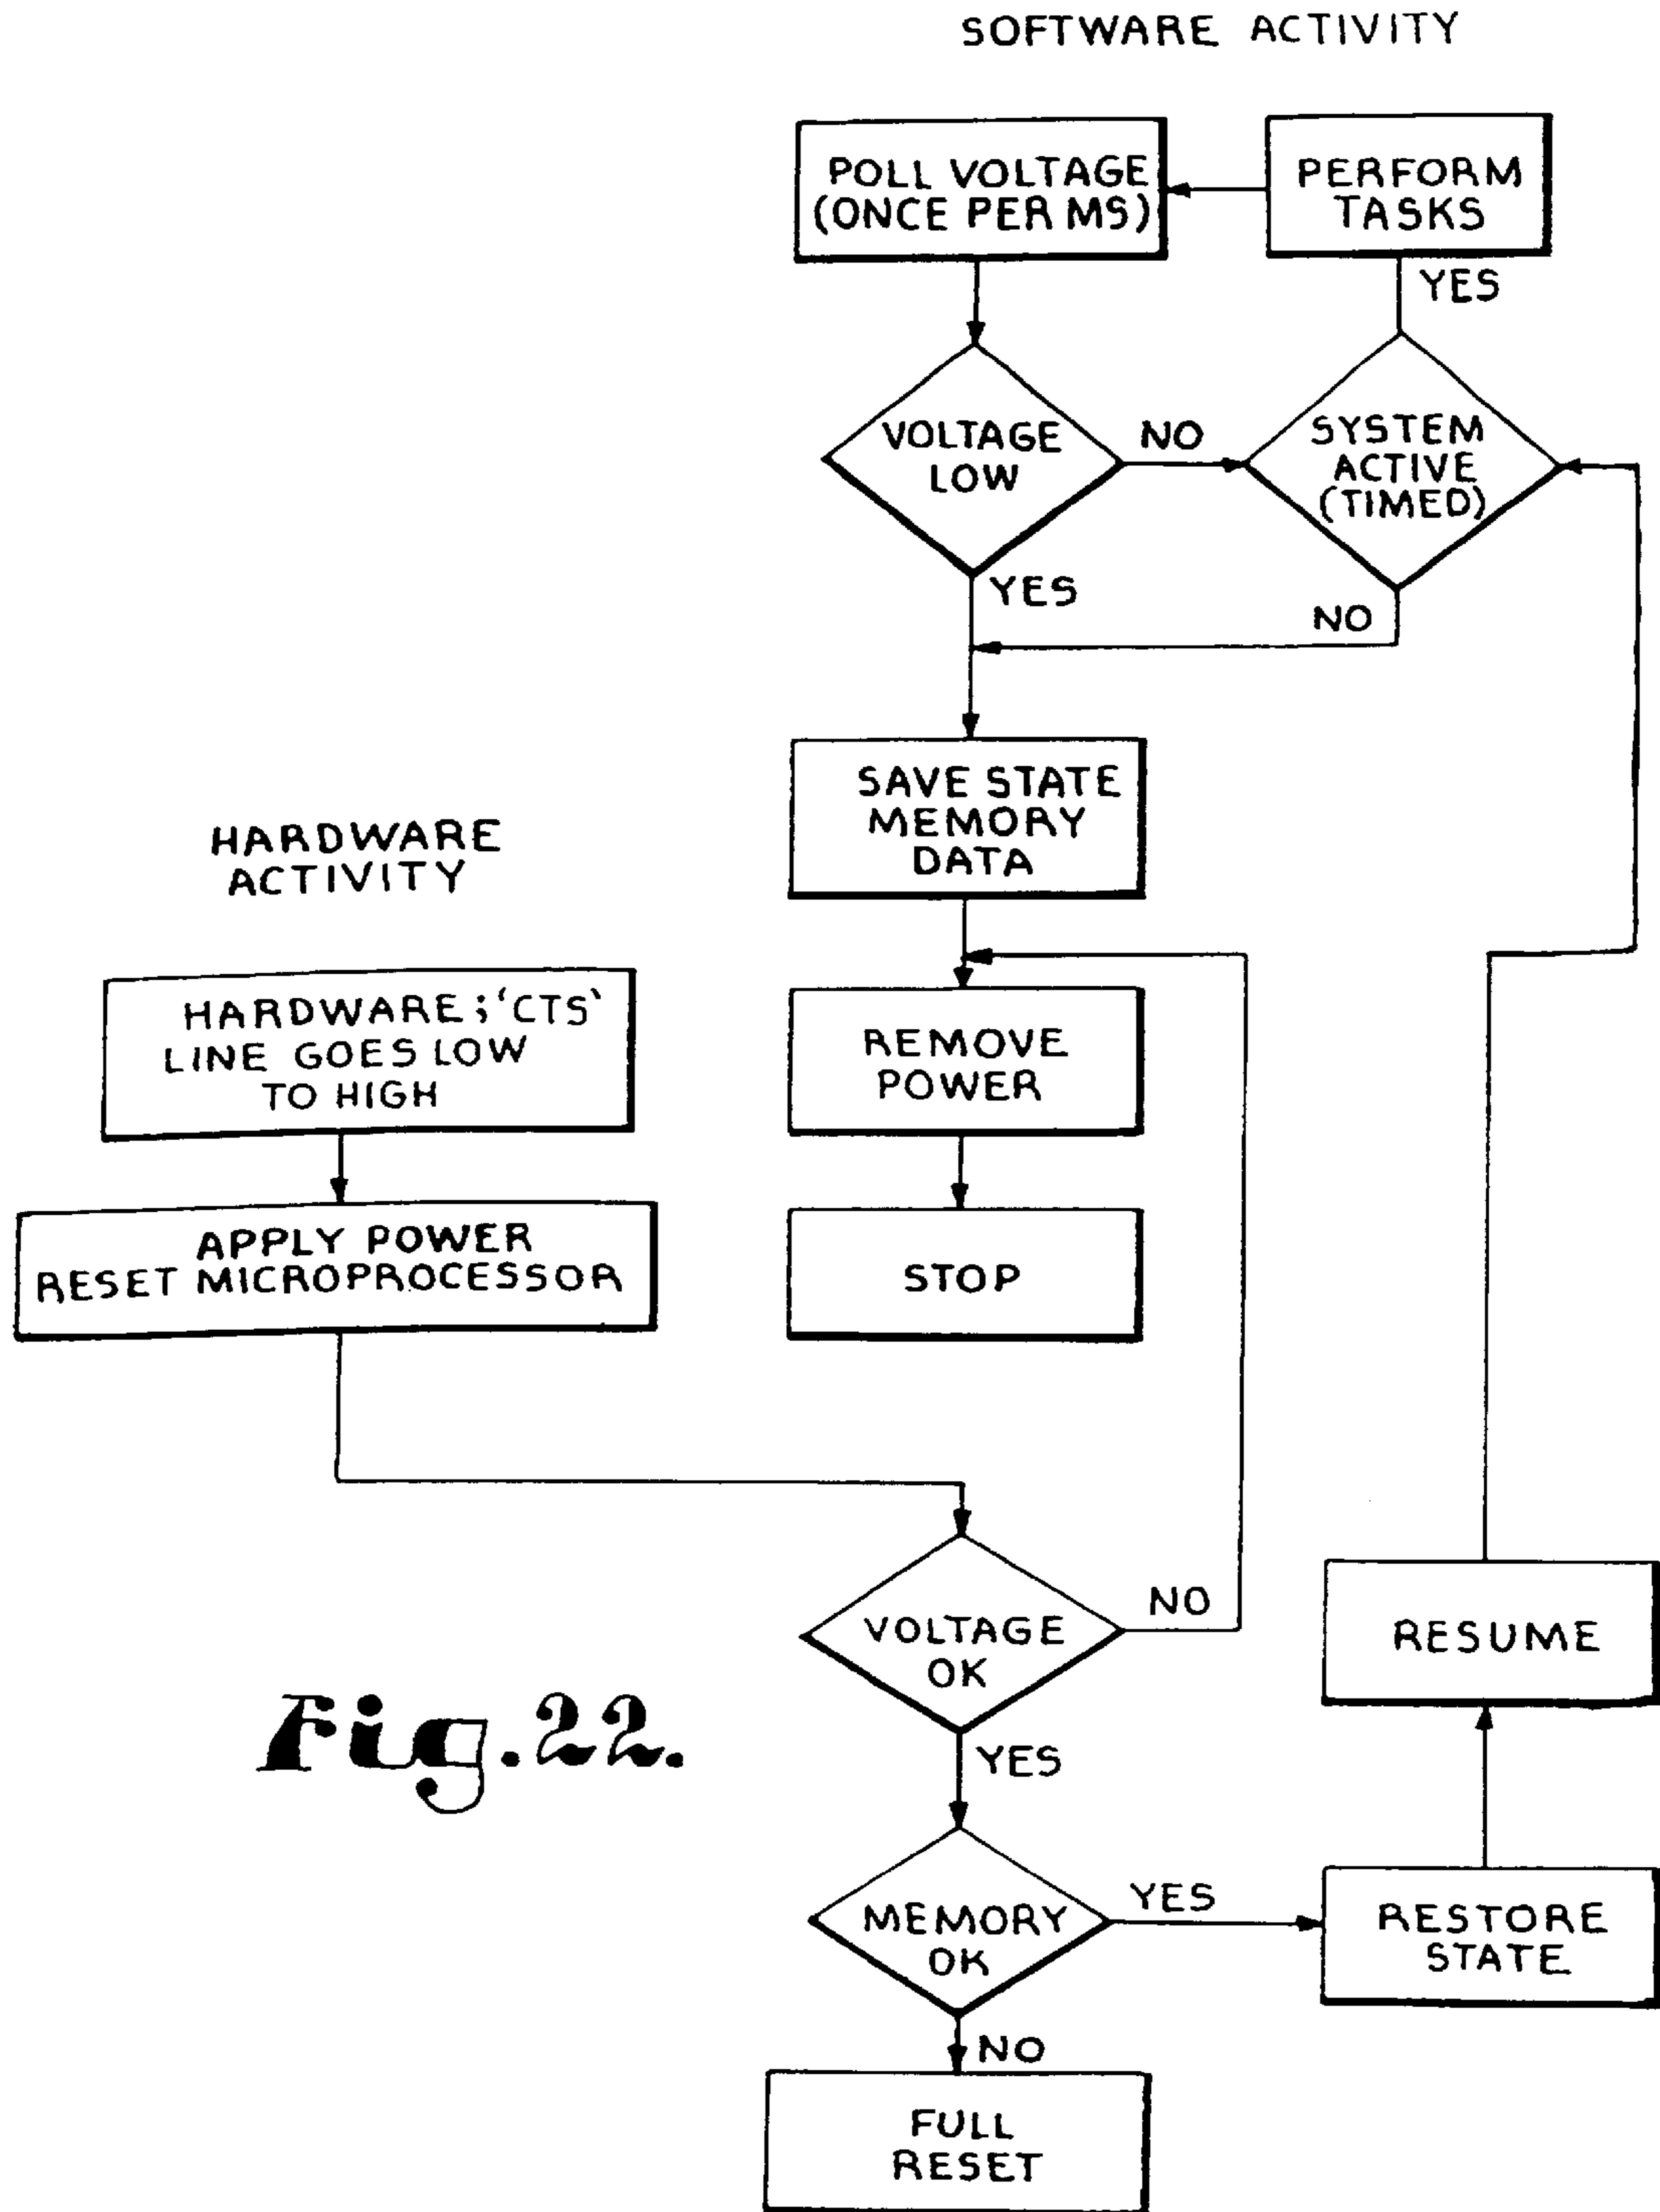 SOFTWARE ACTIVITY
POLL VOLTAGE
(ONCE PER MS)
PERFORM
TASKS
YES
VOLTAGE
LOW
NO
SYSTEM
ACTIVE
(TIMED)
YES
NO
SAVE STATE
MEMORY
DATA
HARDWARE
ACTIVITY
HARDWARE; 'CTS'
LINE GOES LOW
TO HIGH
REMOVE
POWER
APPLY POWER
RESET MICROPROCESSOR
STOP
VOLTAGE
OK
NO
RESUME
Fig.22.
YES
MEMORY
OK
YES
RESTORE
STATE
NO
FULL
RESET